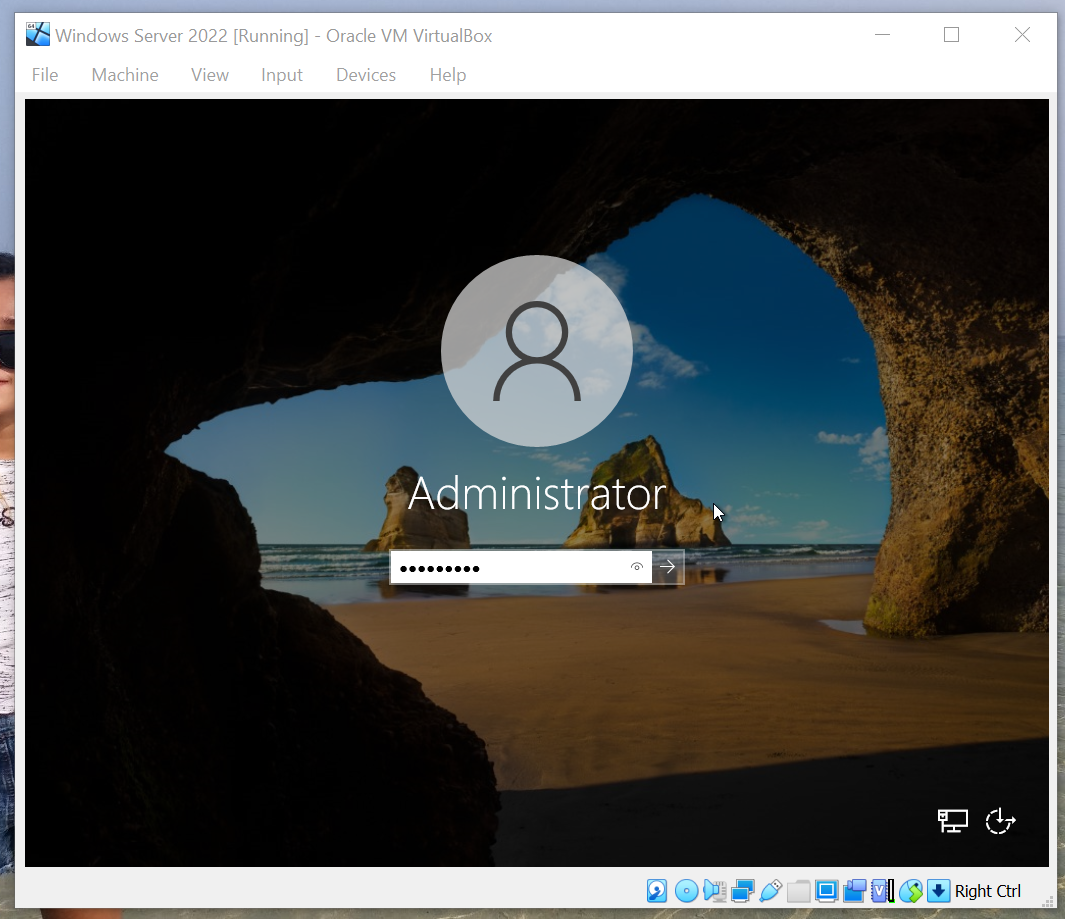 Windows Server 2022 [Running] - Oracle VM VirtualBox
File Machine View Input Devices Help
Administrator
Right Ctrl